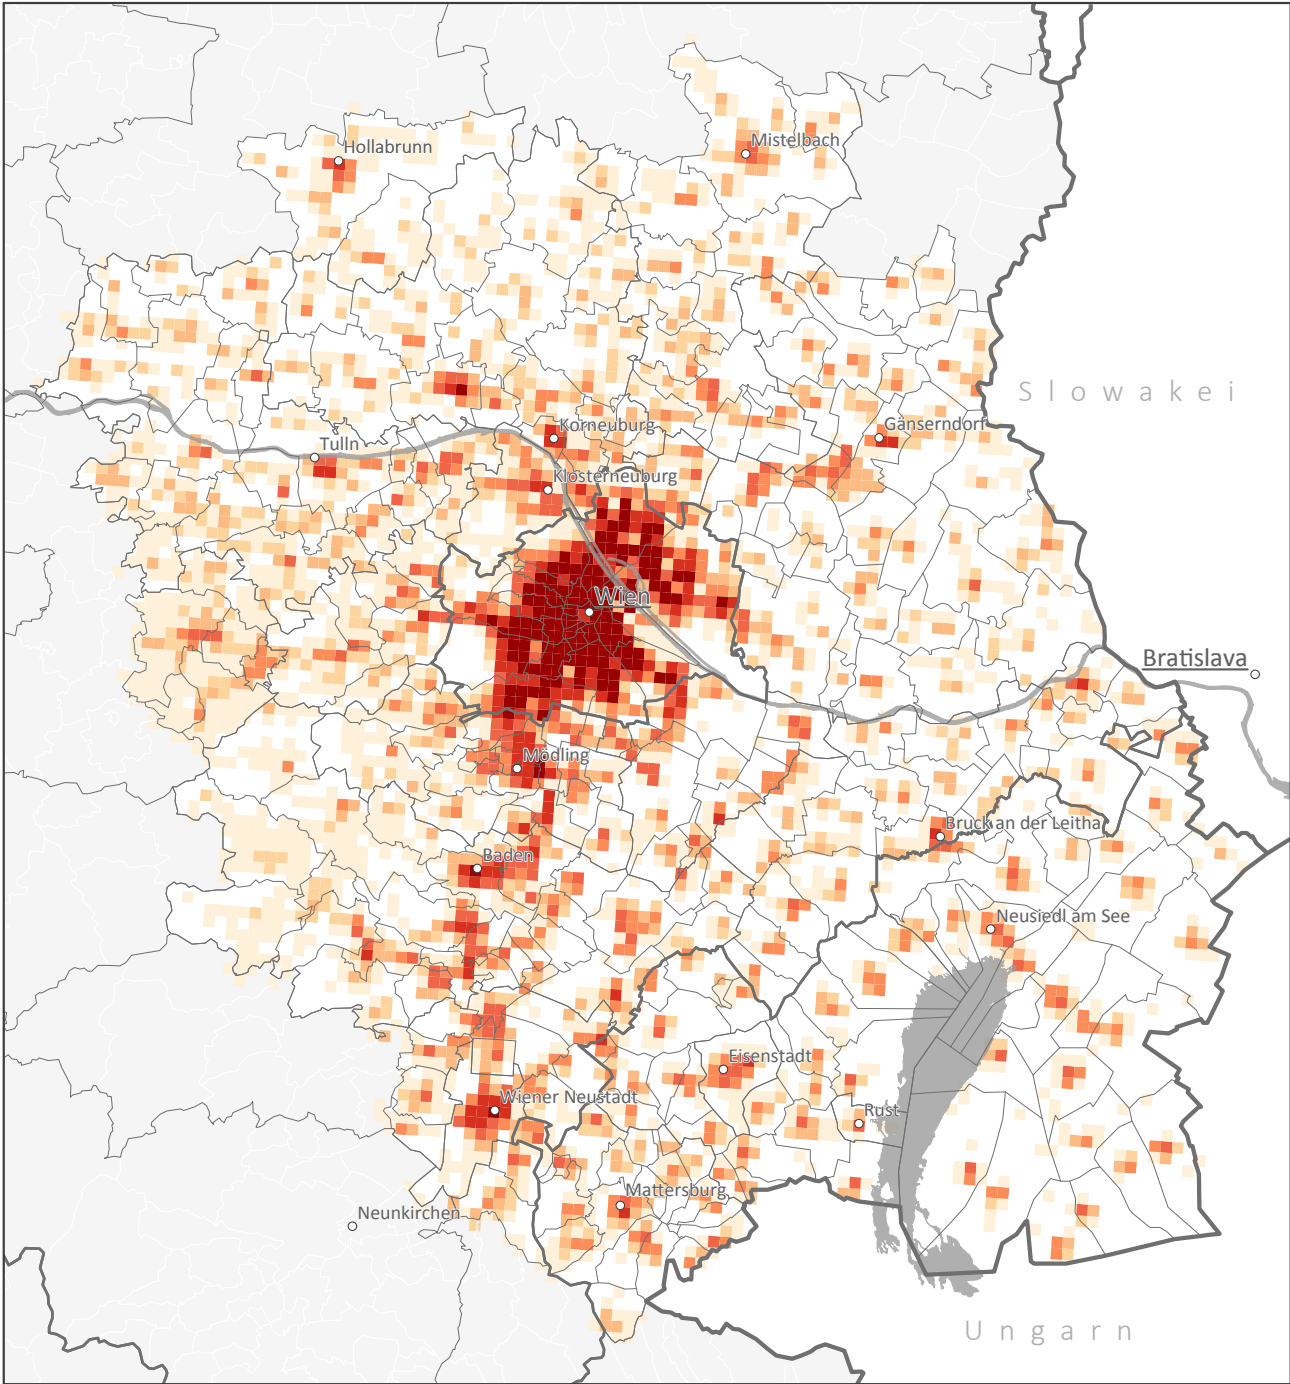 Mistelbach
Hollabrunn
Slowakei
Korneuburg
Gänserndorf
Tulln
Klosterneuburg
Wien
Bratislava
Mödling
Bruck an der Leitha
Baden
Neusiedl am See
Eisenstadt
Wiener Neustadt
Rust
Mattersburg
Neunkirchen
Ungarn